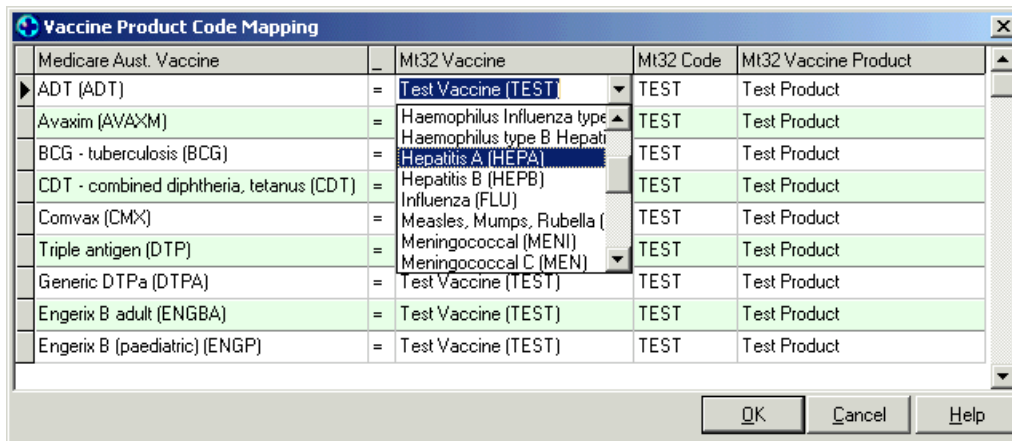 Vaccine Product Code Mapping
Medicare Aust. Vaccine _ Mt32 Vaccine Mt32 Code Mt32 Vaccine Product
ADT (ADT) = Test Vaccine (TEST) TEST Test Product
Avaxim (AVAXM) = Haemophilus Influenza type TEST Test Product
Haemophilus type B Hepati
BCG - tuberculosis (BCG) = Hepatitis A (HEPA) TEST Test Product
CDT - combined diphtheria, tetanus (CDT) = Hepatitis B (HEPB) TEST Test Product
Influenza (FLU)
Comvax (CMX) = Measles, Mumps, Rubella ( TEST Test Product
Triple antigen (DTP) = Meningococcal (MENI) TEST Test Product
Meningococcal C (MEN)
Generic DTPa (DTPA) = Test Vaccine (TEST) TEST Test Product
Engerix B adult (ENGBA) = Test Vaccine (TEST) TEST Test Product
Engerix B (paediatric) (ENGP) = Test Vaccine (TEST) TEST Test Product
OK Cancel Help